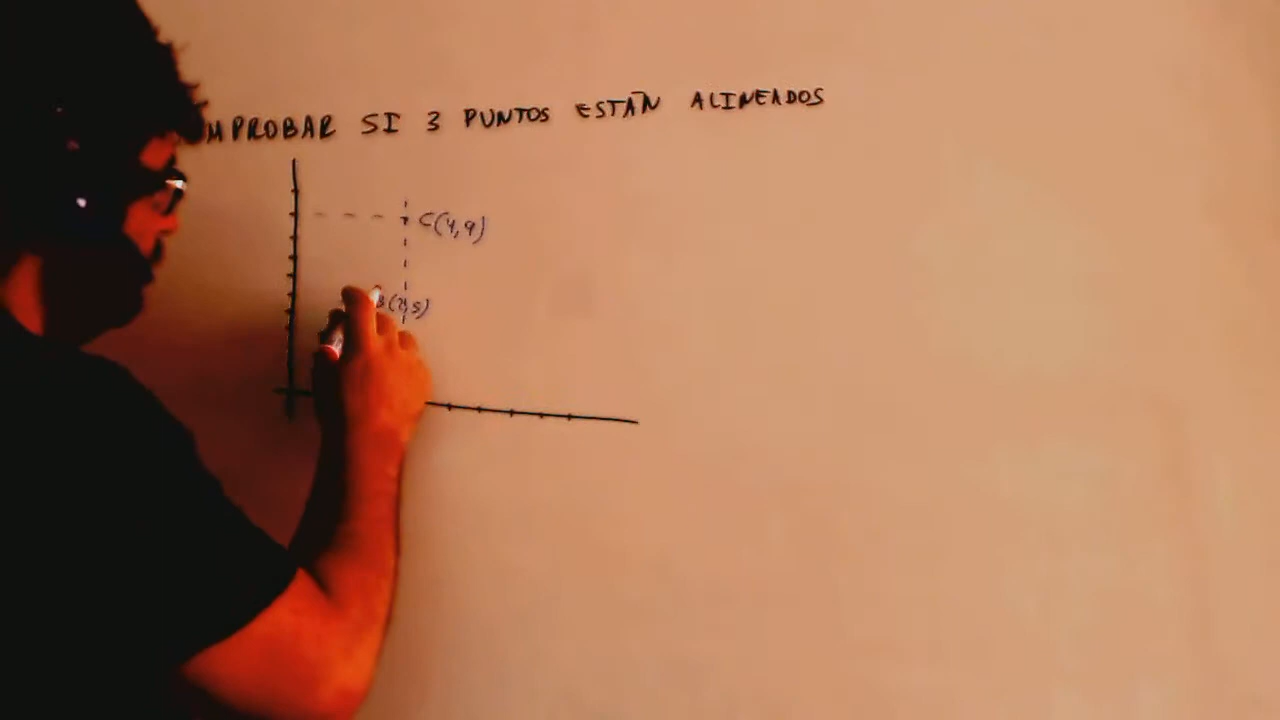 MPROBAR SI 3 PUNTOS ESTÁN ALINEADOS
C(4,9)
B(2,5)